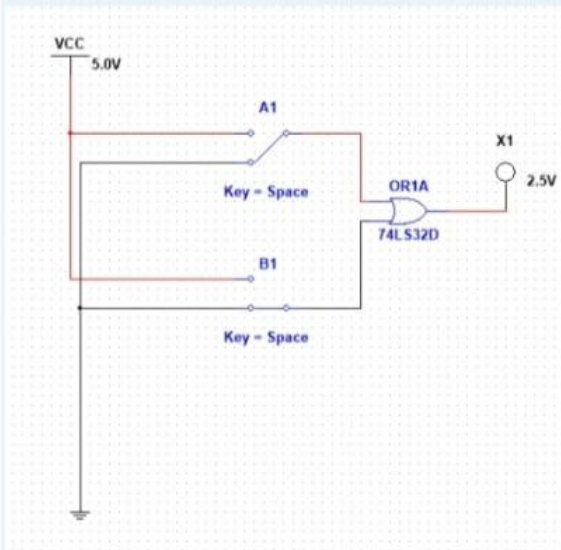 VCC
5.0V
A1
Key = Space
X1
2.5V
OR1A
74LS32D
B1
Key = Space